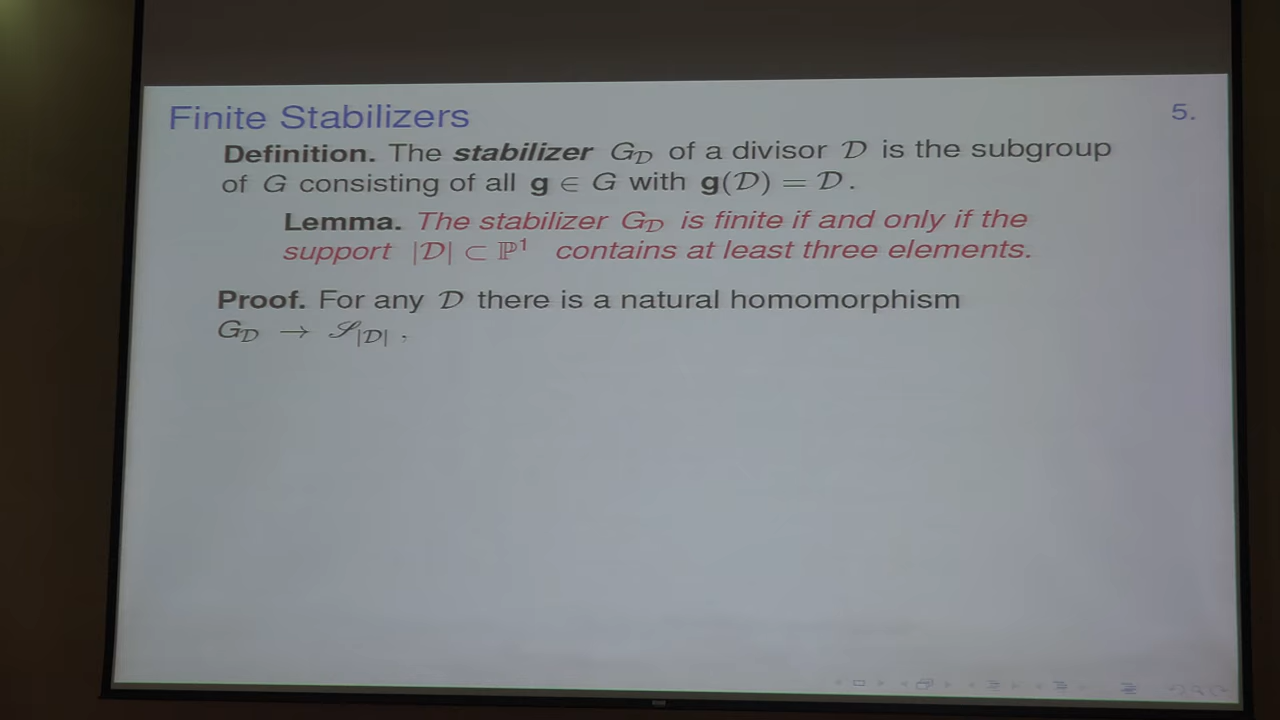 Finite Stabilizers 5.
Definition. The stabilizer G_𝒟 of a divisor 𝒟 is the subgroup
of G consisting of all g ∈ G with g(𝒟) = 𝒟.
Lemma. The stabilizer G_𝒟 is finite if and only if the
support |𝒟| ⊂ ℙ¹ contains at least three elements.
Proof. For any 𝒟 there is a natural homomorphism
G_𝒟 → 𝒮_|𝒟| ,